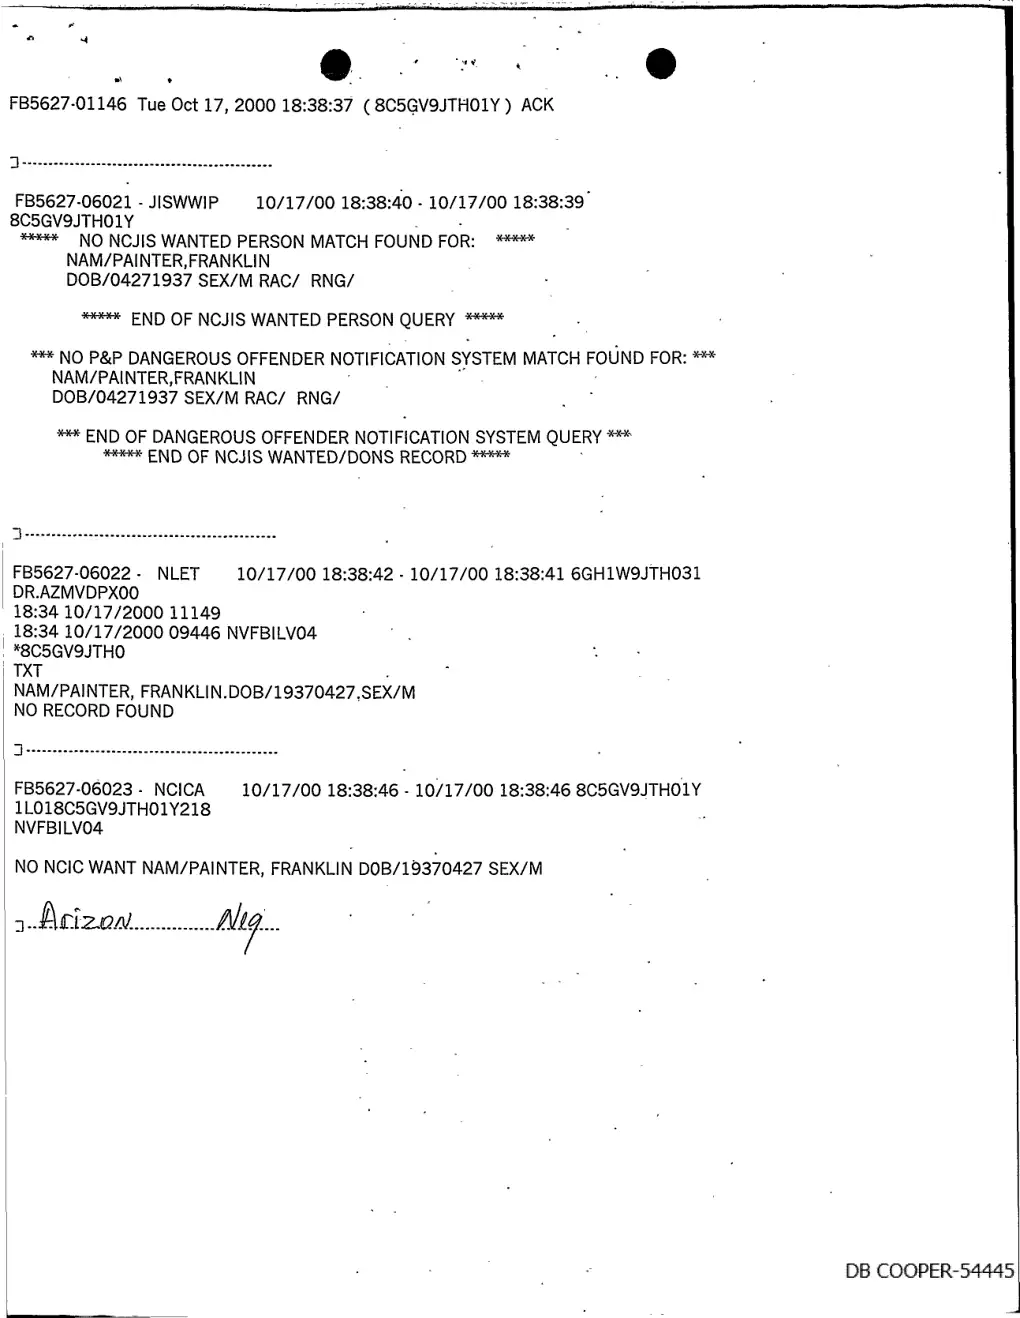 FB5627-01146 Tue Oct 17, 2000 18:38:37 ( 8C5GV9JTH01Y ) ACK
]-----------------------------------------------
FB5627-06021 - JISWWIP 10/17/00 18:38:40 - 10/17/00 18:38:39
8C5GV9JTH01Y
***** NO NCJIS WANTED PERSON MATCH FOUND FOR: *****
NAM/PAINTER,FRANKLIN
DOB/04271937 SEX/M RAC/ RNG/
***** END OF NCJIS WANTED PERSON QUERY *****
*** NO P&P DANGEROUS OFFENDER NOTIFICATION SYSTEM MATCH FOUND FOR: ***
NAM/PAINTER,FRANKLIN
DOB/04271937 SEX/M RAC/ RNG/
*** END OF DANGEROUS OFFENDER NOTIFICATION SYSTEM QUERY ***
***** END OF NCJIS WANTED/DONS RECORD *****
]-----------------------------------------------
FB5627-06022 - NLET 10/17/00 18:38:42 - 10/17/00 18:38:41 6GH1W9JTH031
DR.AZMVDPX00
18:34 10/17/2000 11149
18:34 10/17/2000 09446 NVFBILV04
*8C5GV9JTH0
TXT
NAM/PAINTER, FRANKLIN.DOB/19370427,SEX/M
NO RECORD FOUND
]-----------------------------------------------
FB5627-06023 - NCICA 10/17/00 18:38:46 - 10/17/00 18:38:46 8C5GV9JTH01Y
1L018C5GV9JTH01Y218
NVFBILV04
NO NCIC WANT NAM/PAINTER, FRANKLIN DOB/19370427 SEX/M
]--Arizon---------------Neg----
DB COOPER-54445